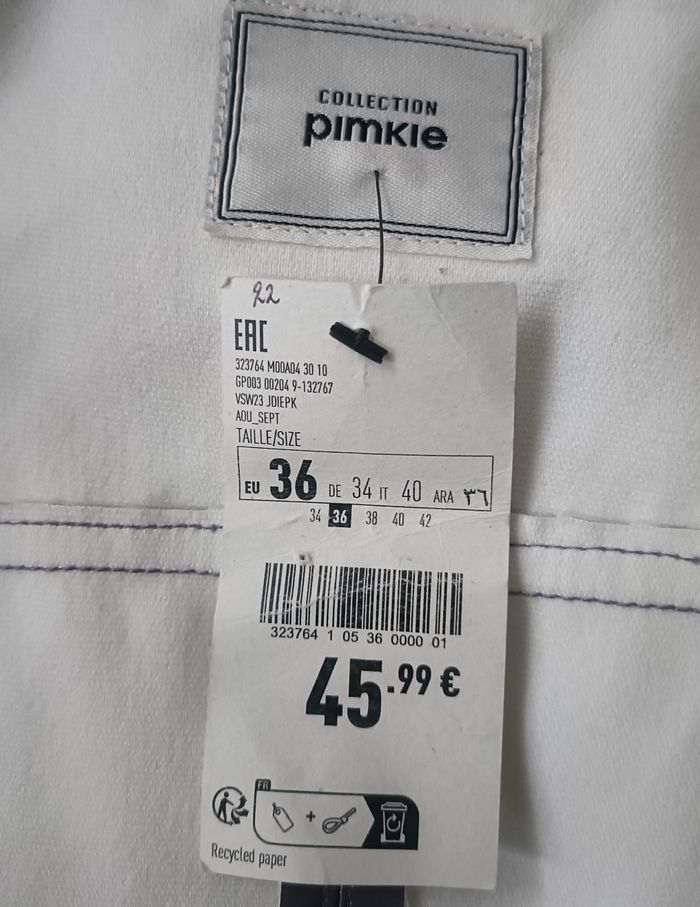 COLLECTION
pimkie
22
EAC
323764 M00A04 30 10
GP003 00204 9-132767
VSW23 JDIEPK
AOU_SEPT
TAILLE/SIZE
EU 36 DE 34 IT 40 ARA ٣٦
34 36 38 40 42
323764 1 05 36 0000 01
45.99 €
FR
Recycled paper